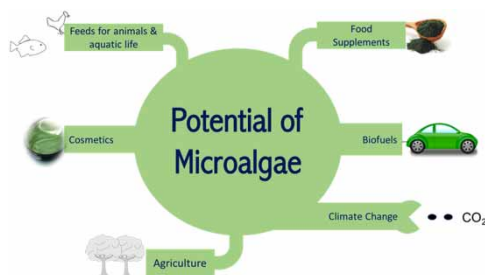 Feeds for animals &
aquatic life
Food
Supplements
Potential of
Microalgae
Cosmetics
Biofuels
Climate Change
CO2
Agriculture